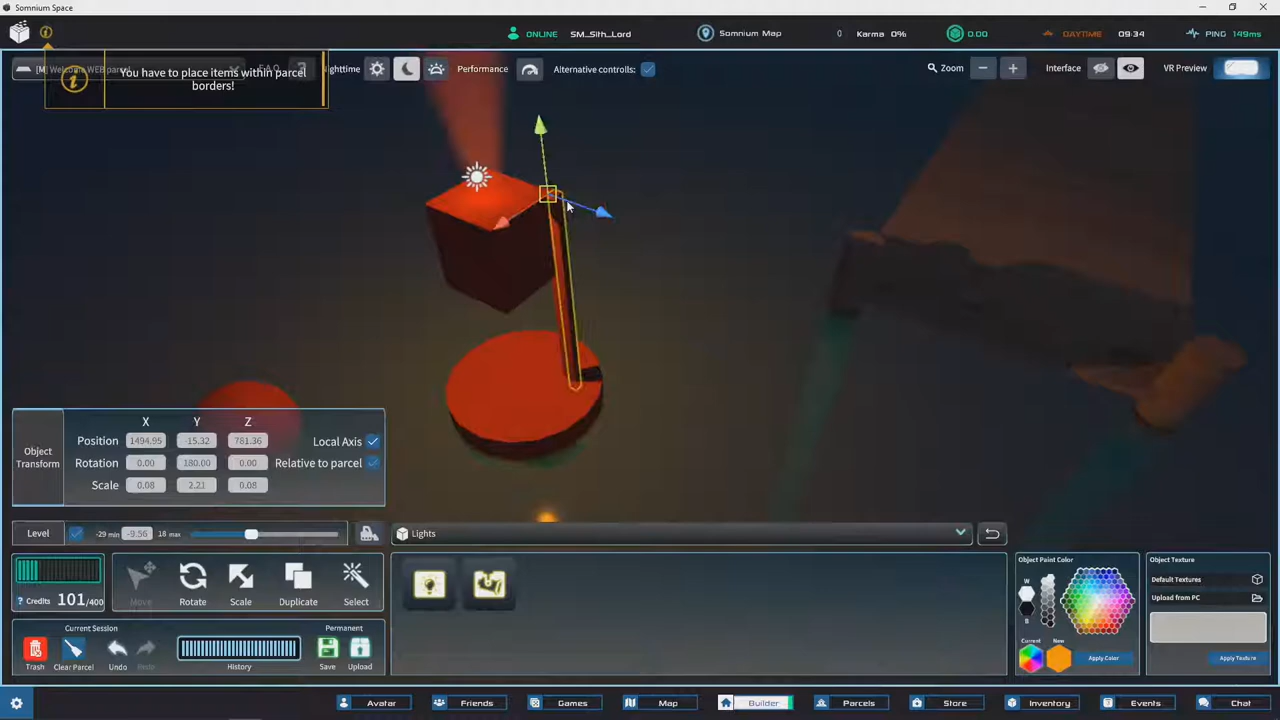 Somnium Space
ONLINE SM_Sith_Lord Somnium Map 0 Karma 0% 0.00 DAYTIME 09:34 PING 149ms
You have to place items within parcel borders!
Performance Alternative controlls: Zoom Interface VR Preview
X Y Z
Position 1494.95 -15.32 781.36 Local Axis
Object Transform
Rotation 0.00 180.00 0.00 Relative to parcel
Scale 0.08 2.21 0.08
Level -29 min -9.56 18 max Lights
Credits 101/400
Move Rotate Scale Duplicate Select
Object Paint Color
W
B
Current New
Apply Color
Object Texture
Default Textures
Upload from PC
Apply Texture
Current Session Permanent
Trash Clear Parcel Undo History Save Upload
Avatar Friends Games Map Builder Parcels Store Inventory Events Chat